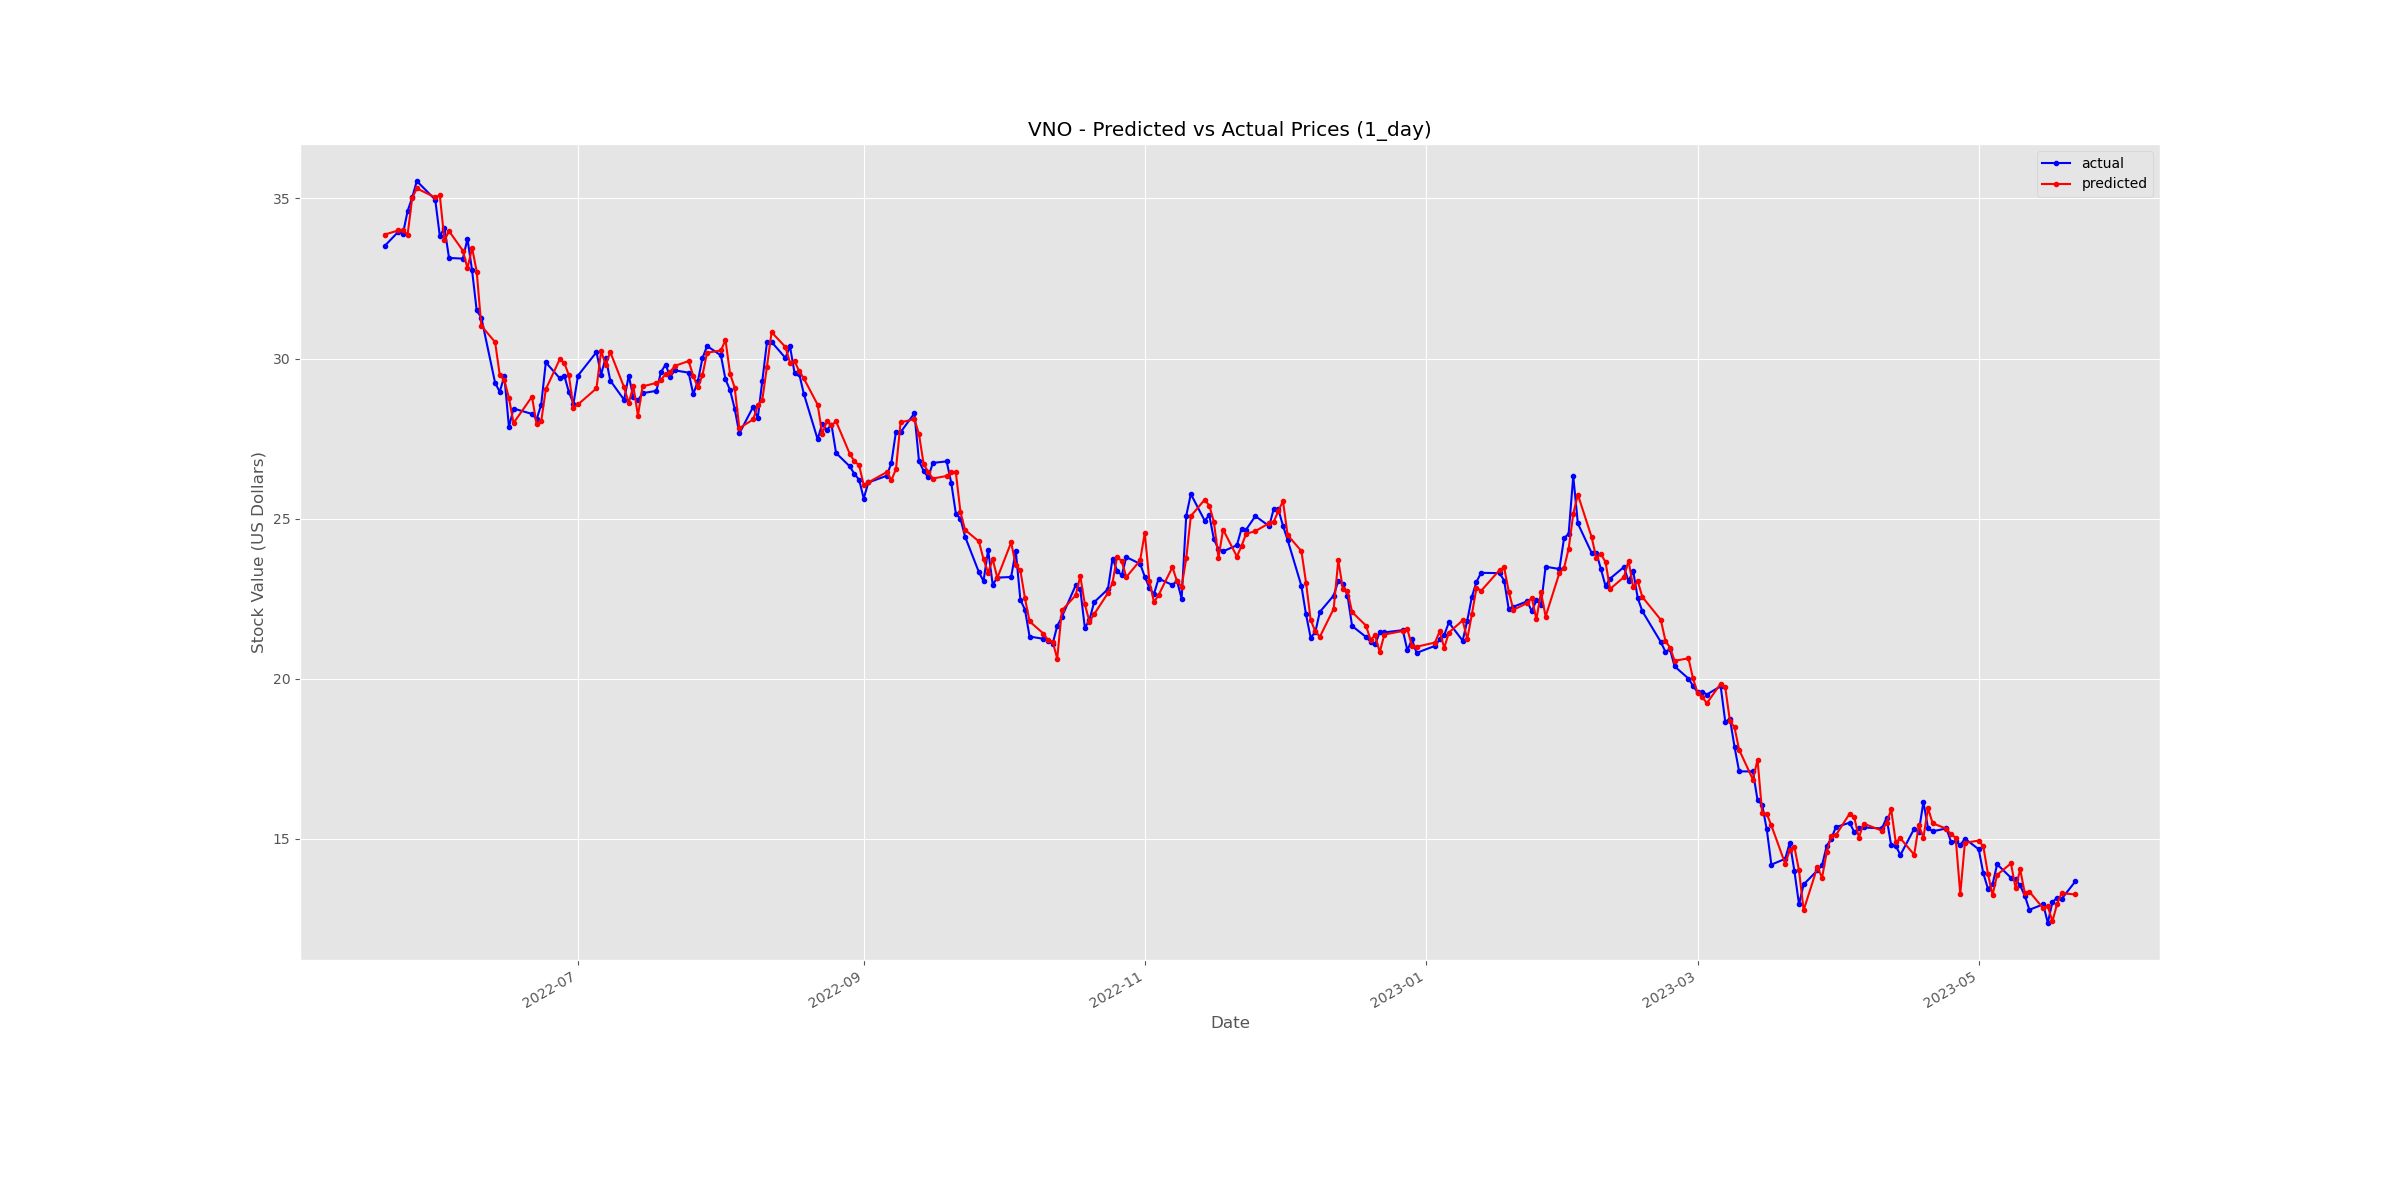 VNO - Predicted vs Actual Prices (1_day)
actual
predicted
Stock Value (US Dollars)
35
30
25
20
15
2022-07
2022-09
2022-11
2023-01
2023-03
2023-05
Date